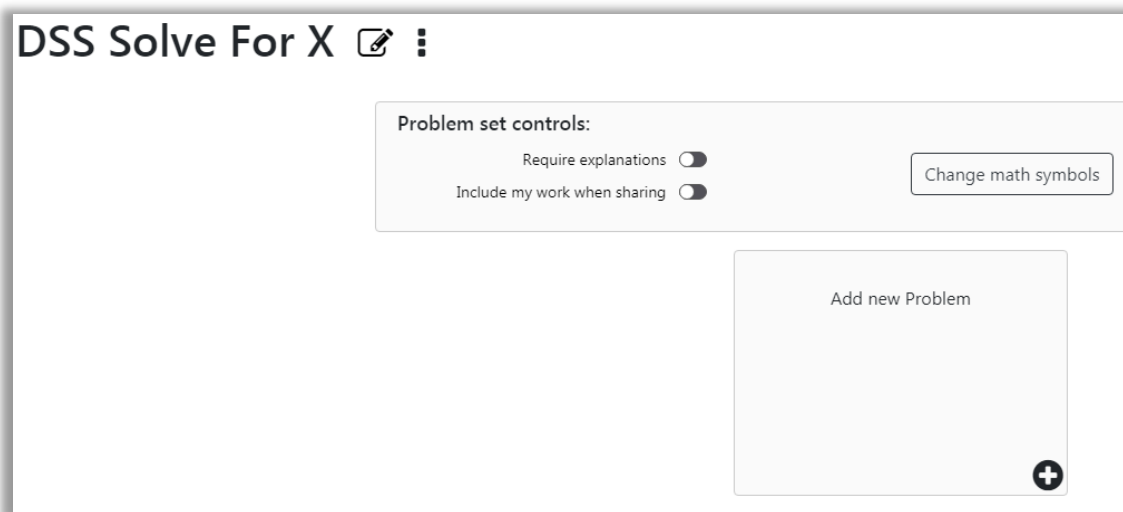 DSS Solve For X
Problem set controls:
Require explanations
Include my work when sharing
Change math symbols
Add new Problem